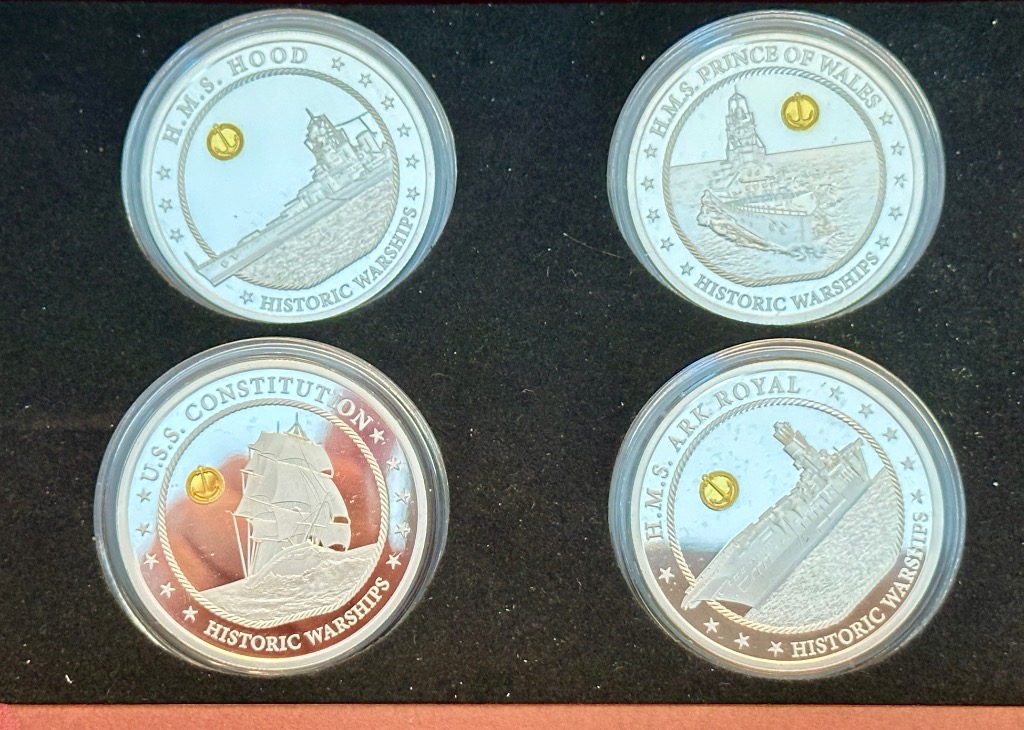 H.M.S. HOOD
HISTORIC WARSHIPS
H.M.S. PRINCE OF WALES
HISTORIC WARSHIPS
U.S.S. CONSTITUTION
HISTORIC WARSHIPS
H.M.S. ARK ROYAL
HISTORIC WARSHIPS